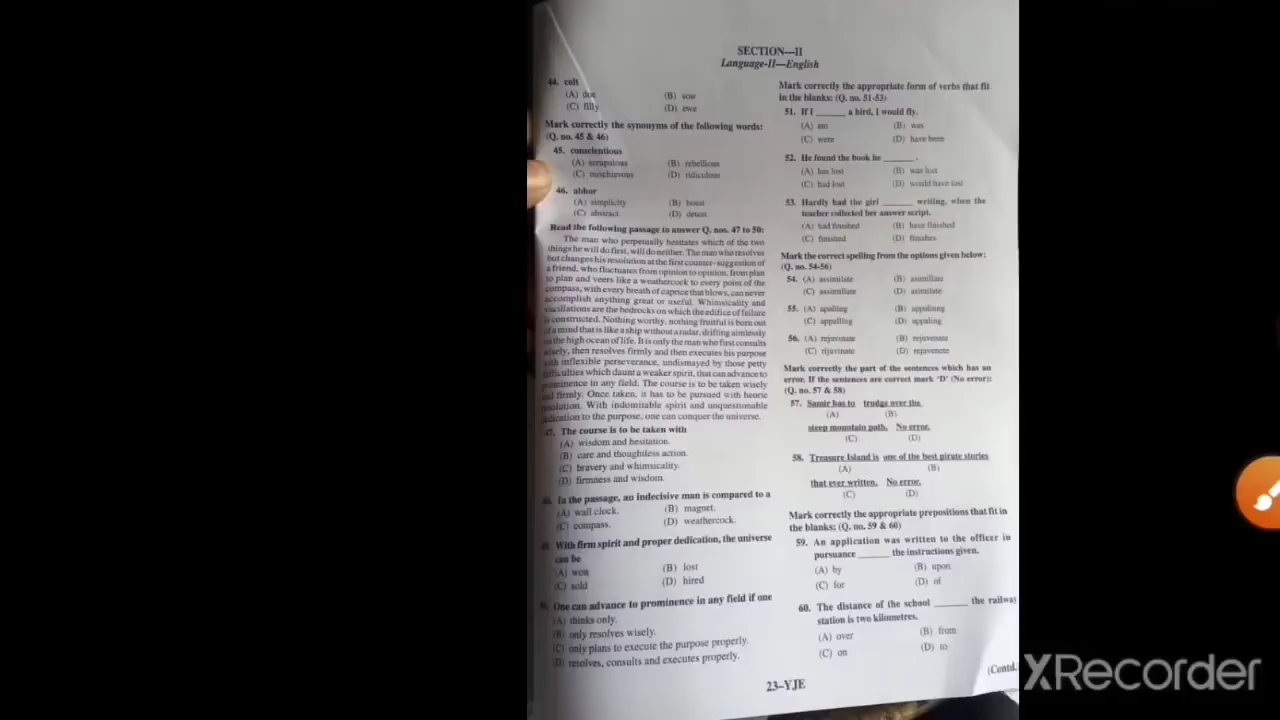 SECTION—II
Language-II—English
44. colt
(A) doe (B) sow
(C) filly (D) ewe
Mark correctly the synonyms of the following words:
(Q. no. 45 & 46)
45. conscientious
(A) scrupulous (B) rebellious
(C) mischievous (D) ridiculous
46. abhor
(A) simplicity (B) boast
(C) abstract (D) detest
Read the following passage to answer Q. nos. 47 to 50:
The man who perpetually hesitates which of the two
things he will do first, will do neither. The man who resolves
but changes his resolution at the first counter-suggestion of
a friend, who fluctuates from opinion to opinion, from plan
to plan and veers like a weathercock to every point of the
compass, with every breath of caprice that blows, can never
accomplish anything great or useful. Whimsicality and
vacillations are the bedrocks on which the edifice of failure
is constructed. Nothing worthy, nothing fruitful is born out
of a mind that is like a ship without a radar, drifting aimlessly
on the high ocean of life. It is only the man who first consults
wisely, then resolves firmly and then executes his purpose
with inflexible perseverance, undismayed by those petty
difficulties which daunt a weaker spirit, that can advance to
prominence in any field. The course is to be taken wisely
and firmly. Once taken, it has to be pursued with heoric
resolution. With indomitable spirit and unquestionable
dedication to the purpose, one can conquer the universe.
47. The course is to be taken with
(A) wisdom and hesitation.
(B) care and thoughtless action.
(C) bravery and whimsicality.
(D) firmness and wisdom.
48. In the passage, an indecisive man is compared to a
(A) wall clock. (B) magnet.
(C) compass. (D) weathercock.
With firm spirit and proper dedication, the universe
can be
(A) won (B) lost
(C) sold (D) hired
One can advance to prominence in any field if one
(A) thinks only.
(B) only resolves wisely.
(C) only plans to execute the purpose properly.
(D) resolves, consults and executes properly.
Mark correctly the appropriate form of verbs that fit
in the blanks: (Q. no. 51-53)
51. If I ______ a bird, I would fly.
(A) am (B) was
(C) were (D) have been
52. He found the book he ______ .
(A) has lost (B) was lost
(C) had lost (D) would have lost
53. Hardly had the girl ______ writing, when the
teacher collected her answer script.
(A) had finished (B) have finished
(C) finished (D) finishes
Mark the correct spelling from the options given below:
(Q. no. 54-56)
54. (A) assimilate (B)
(C) (D) asimilate
55. (A) apalling (B)
(C) appalling (D) appaling
56. (A) rejuvinate (B) rejuvenate
(C) rijuvinate (D) rejavenate
Mark correctly the part of the sentences which has an
error. If the sentences are correct mark 'D' (No error):
(Q. no. 57 & 58)
57. Samir has to trudge over the
(A) (B)
steep mountain path. No error.
(C) (D)
58. Treasure Island is one of the best pirate stories
(A) (B)
that ever written. No error.
(C) (D)
Mark correctly the appropriate prepositions that fit in
the blanks: (Q. no. 59 & 60)
59. An application was written to the officer in
pursuance ______ the instructions given.
(A) by (B) upon
(C) for (D) of
60. The distance of the school ______ the railway
station is two kilometres.
(A) over (B) from
(C) on (D) to
23–YJE
(Contd.
XRecorder